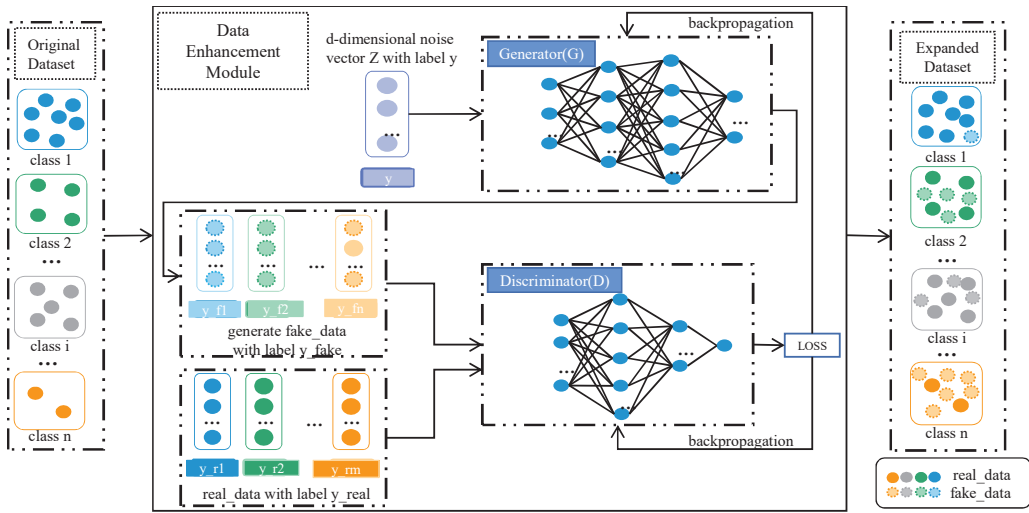 Original
Dataset
class 1
class 2
...
class i
...
class n
Data
Enhancement
Module
d-dimensional noise
vector Z with label y
...
y
backpropagation
Generator(G)
...
...
...
...
y_f1
y_f2
y_fn
... ... ... ...
generate fake_data
with label y_fake
... ... ... ...
y_r1
y_r2
y_rm
real_data with label y_real
Discriminator(D)
...
...
...
LOSS
backpropagation
Expanded
Dataset
class 1
class 2
...
class i
...
class n
real_data
fake_data